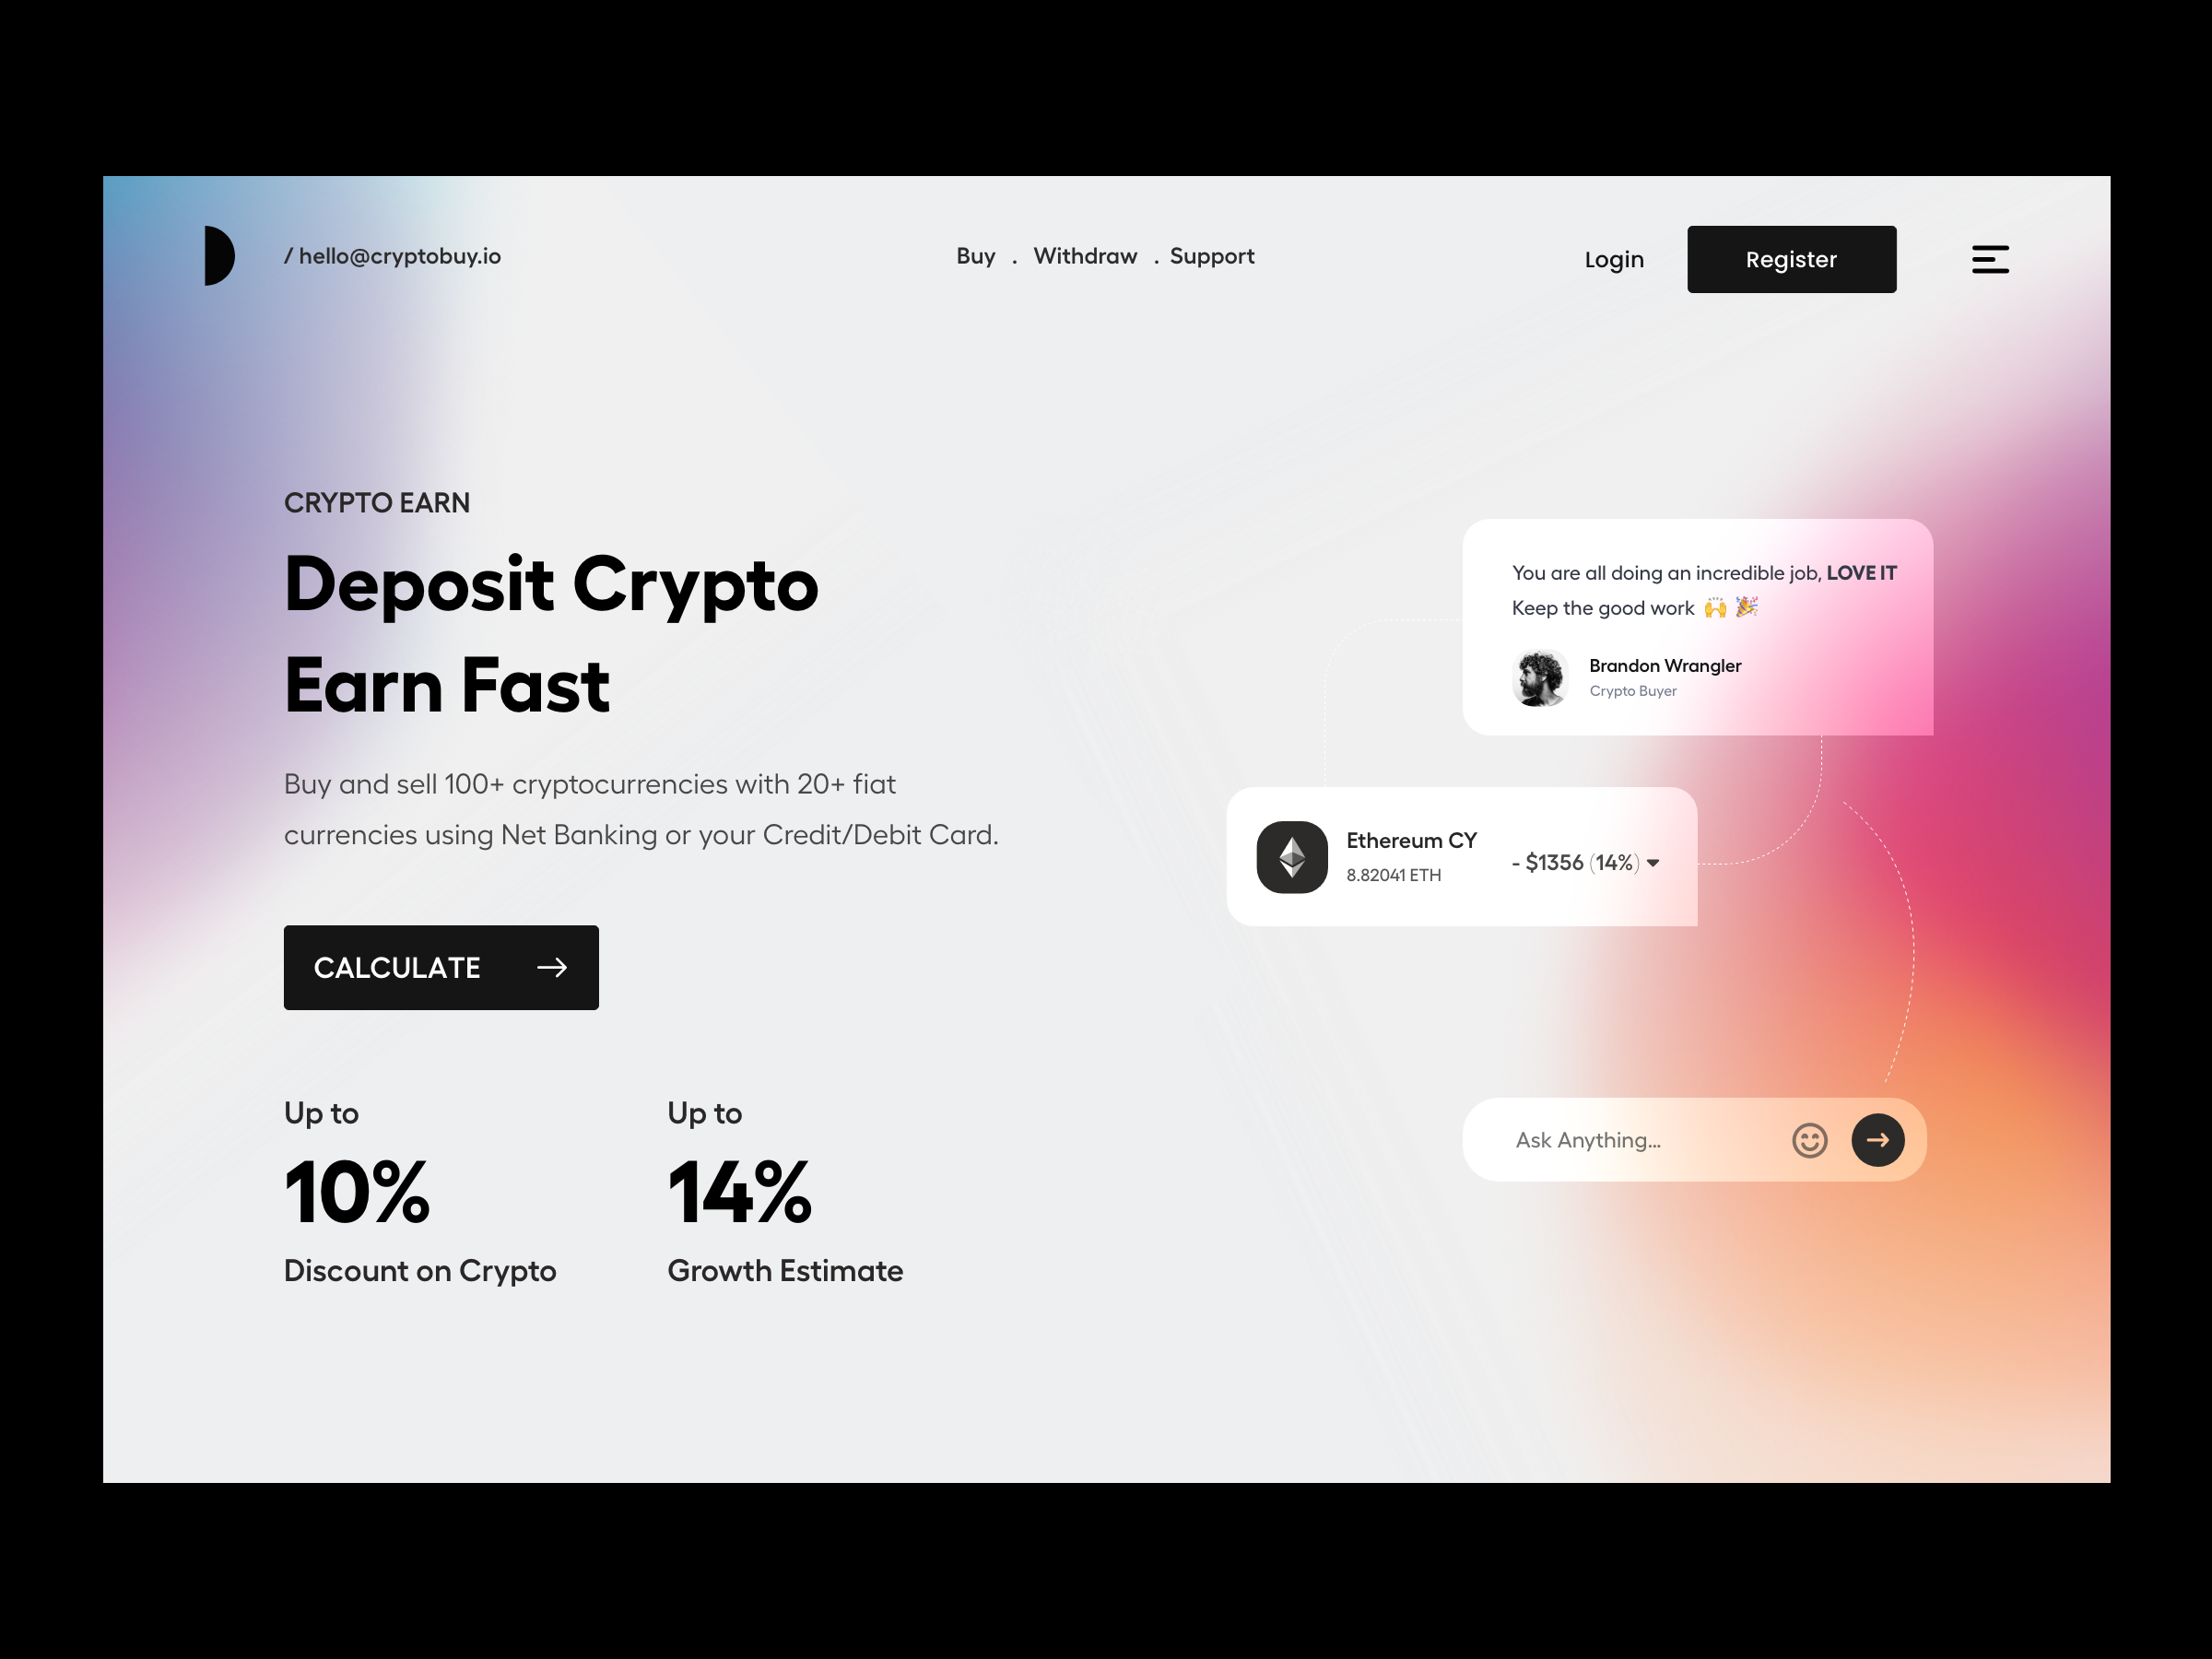 / hello@cryptobuy.io
Buy . Withdraw . Support
Login
Register
CRYPTO EARN
Deposit Crypto
Earn Fast
Buy and sell 100+ cryptocurrencies with 20+ fiat
currencies using Net Banking or your Credit/Debit Card.
CALCULATE
Up to
10%
Discount on Crypto
Up to
14%
Growth Estimate
You are all doing an incredible job, LOVE IT
Keep the good work 🙌 🎉
Brandon Wrangler
Crypto Buyer
Ethereum CY
8.82041 ETH
- $1356 (14%)
Ask Anything...